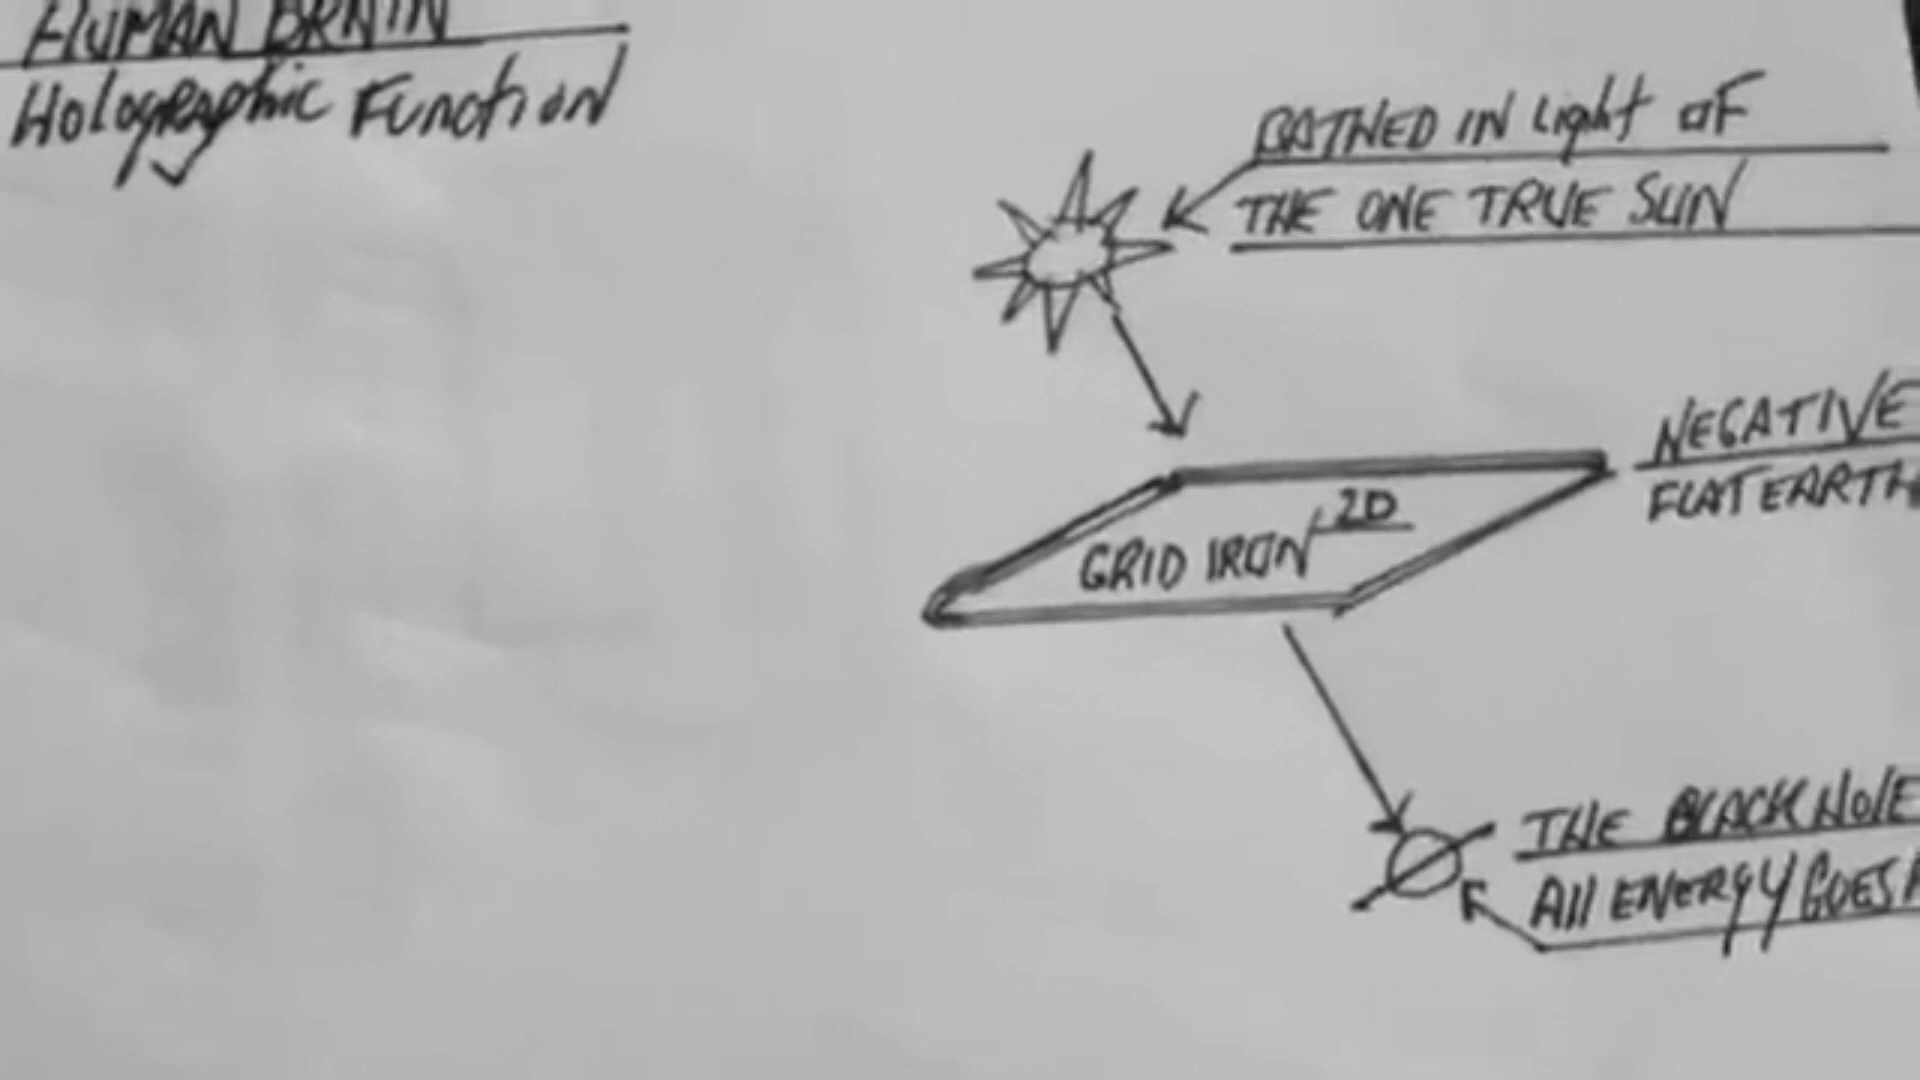 HUMAN BRAIN
Holographic Function
BATHED IN Light oF
THE ONE TRUE SUN
NEGATIVE
FLAT EARTH
2D
GRID IRON
THE BLACK HOLE
All ENERGY GOES